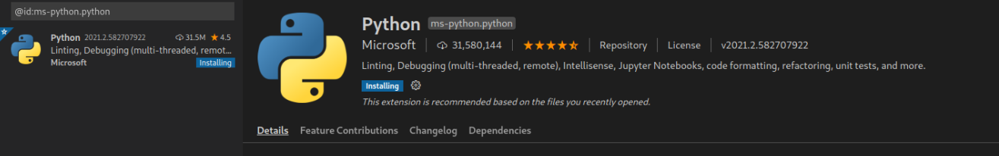 @id:ms-python.python
Python 2021.2.582707922 31.5M 4.5
Linting, Debugging (multi-threaded, remot...
Microsoft Installing
Python ms-python.python
Microsoft 31,580,144 Repository License v2021.2.582707922
Linting, Debugging (multi-threaded, remote), Intellisense, Jupyter Notebooks, code formatting, refactoring, unit tests, and more.
Installing
This extension is recommended based on the files you recently opened.
Details Feature Contributions Changelog Dependencies